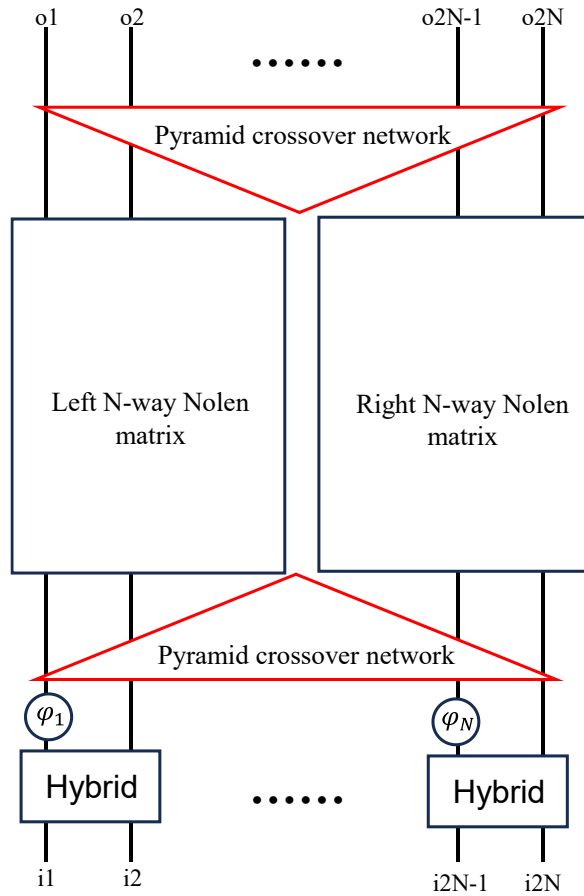 o1 o2 ...... o2N-1 o2N
Pyramid crossover network
Left N-way Nolen
matrix
Right N-way Nolen
matrix
Pyramid crossover network
φ1 φN
Hybrid ...... Hybrid
i1 i2 i2N-1 i2N